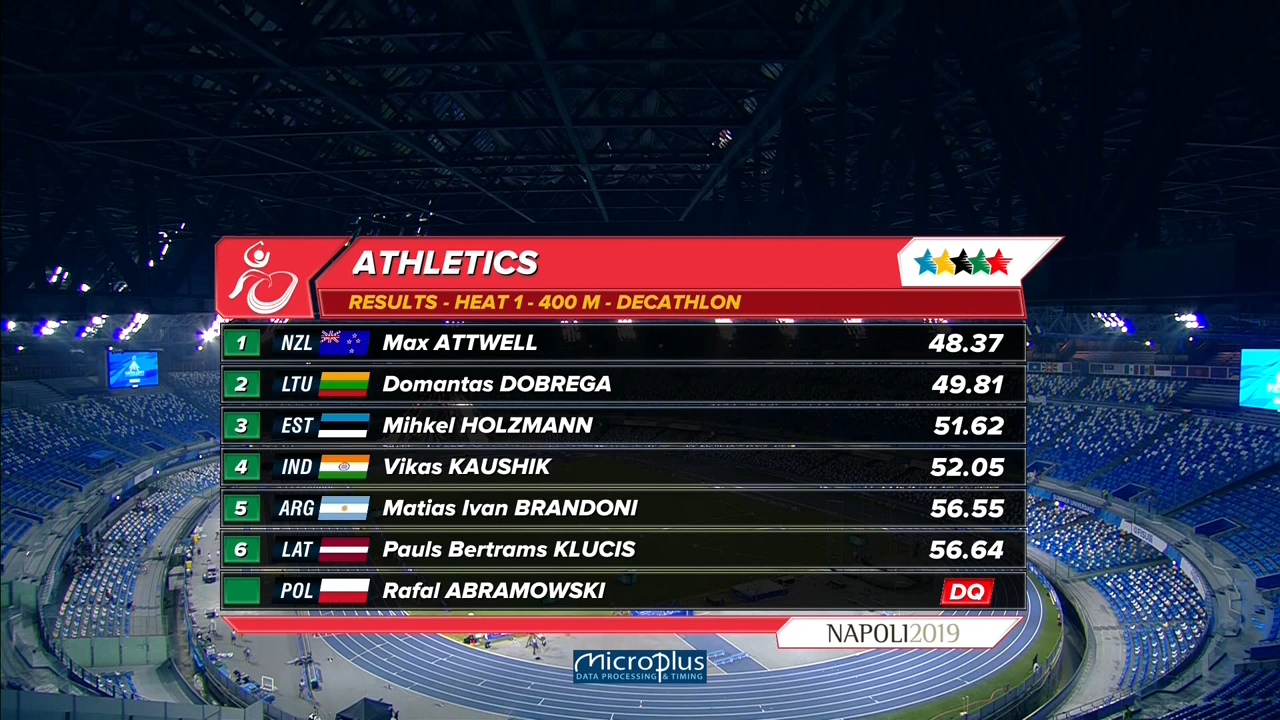 ATHLETICS
RESULTS - HEAT 1 - 400 M - DECATHLON
1 NZL Max ATTWELL 48.37
2 LTU Domantas DOBREGA 49.81
3 EST Mihkel HOLZMANN 51.62
4 IND Vikas KAUSHIK 52.05
5 ARG Matias Ivan BRANDONI 56.55
6 LAT Pauls Bertrams KLUCIS 56.64
POL Rafal ABRAMOWSKI DQ
NAPOLI2019
Microplus
DATA PROCESSING & TIMING